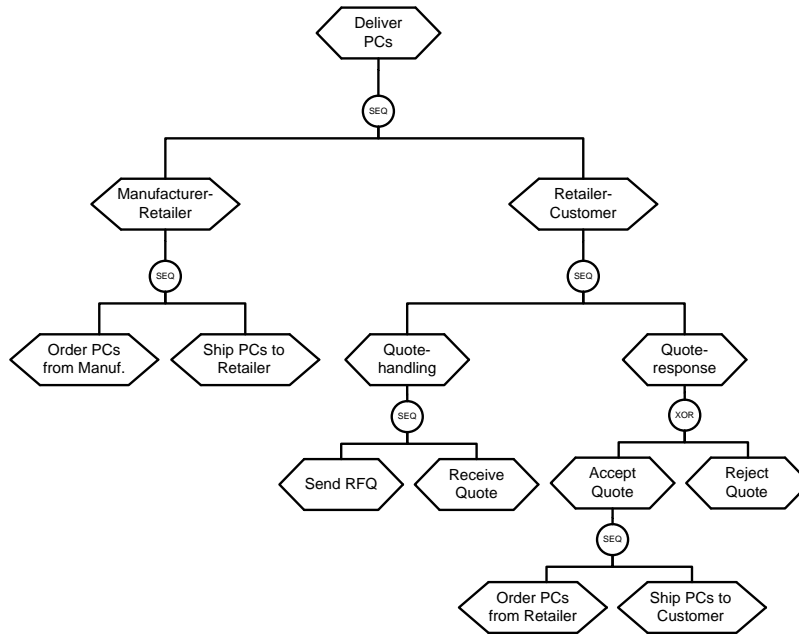 Deliver
PCs
SEQ
Manufacturer-
Retailer
Retailer-
Customer
SEQ
SEQ
Order PCs
from Manuf.
Ship PCs to
Retailer
Quote-
handling
Quote-
response
SEQ
XOR
Send RFQ
Receive
Quote
Accept
Quote
Reject
Quote
SEQ
Order PCs
from Retailer
Ship PCs to
Customer